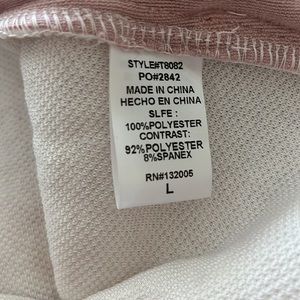 STYLE#T8082
PO#2842
MADE IN CHINA
HECHO EN CHINA
SLFE :
100%POLYESTER
CONTRAST:
92%POLYESTER
8%SPANEX
RN#132005
L